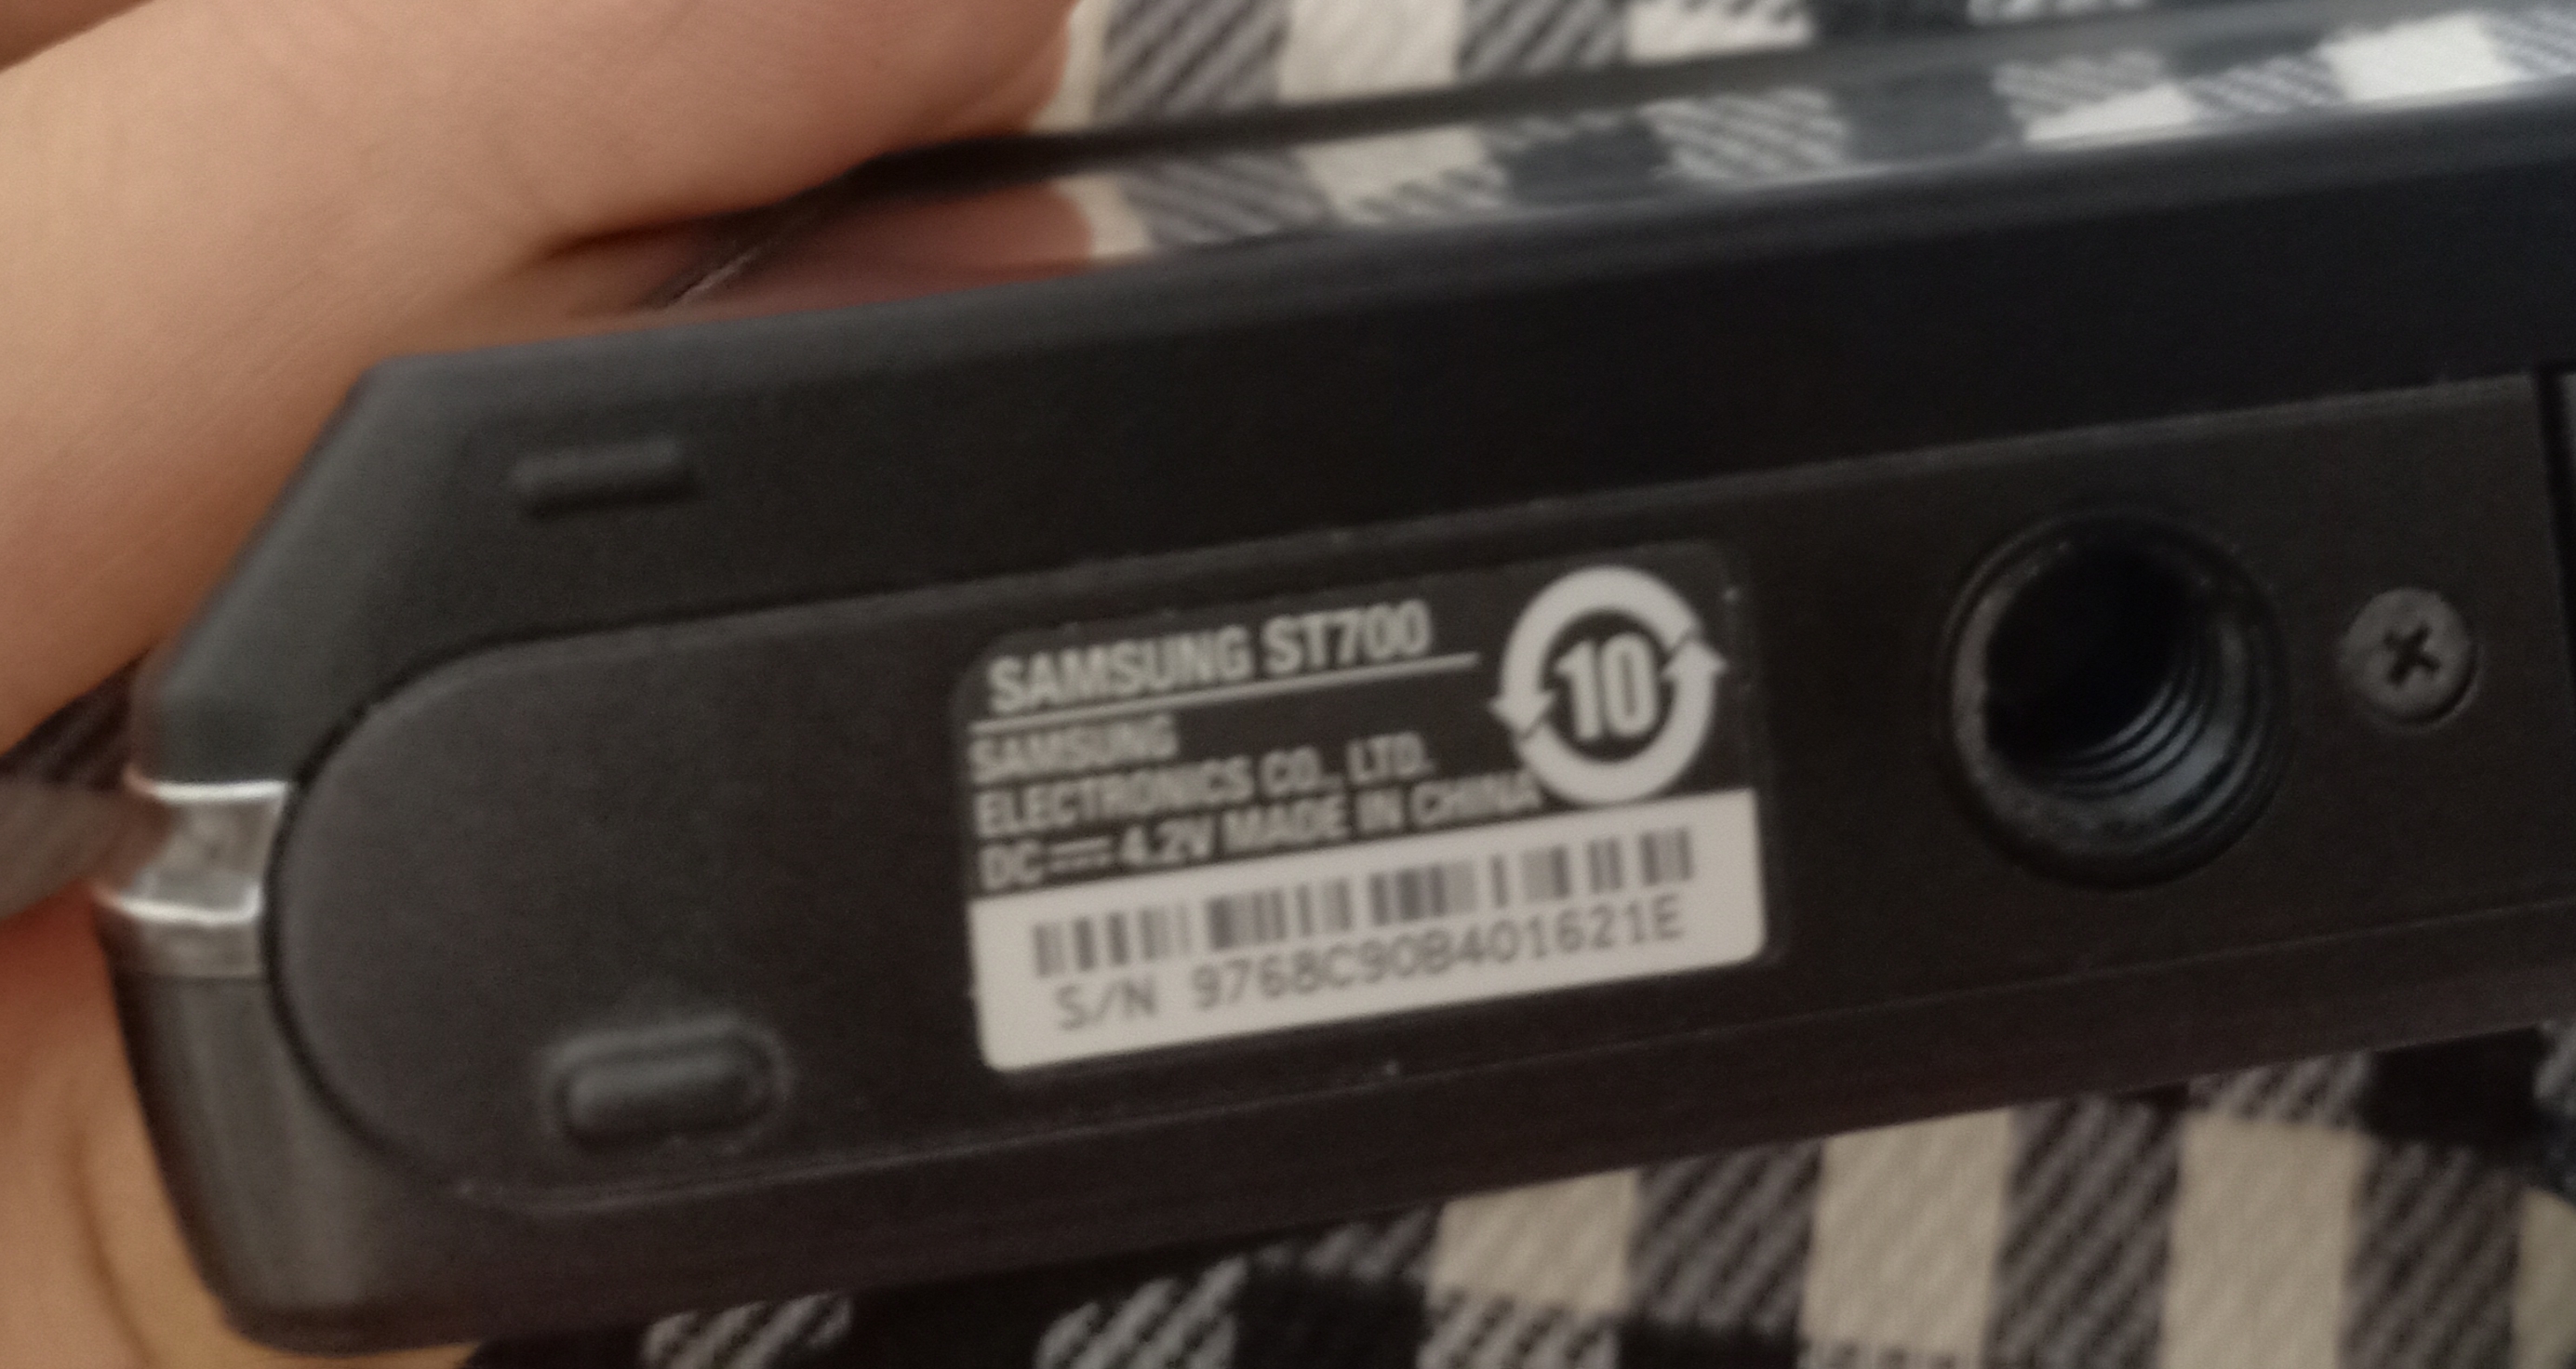 SAMSUNG ST700
10
SAMSUNG
ELECTRONICS CO., LTD.
DC 4.2V MADE IN CHINA
S/N 9768C90B401621E